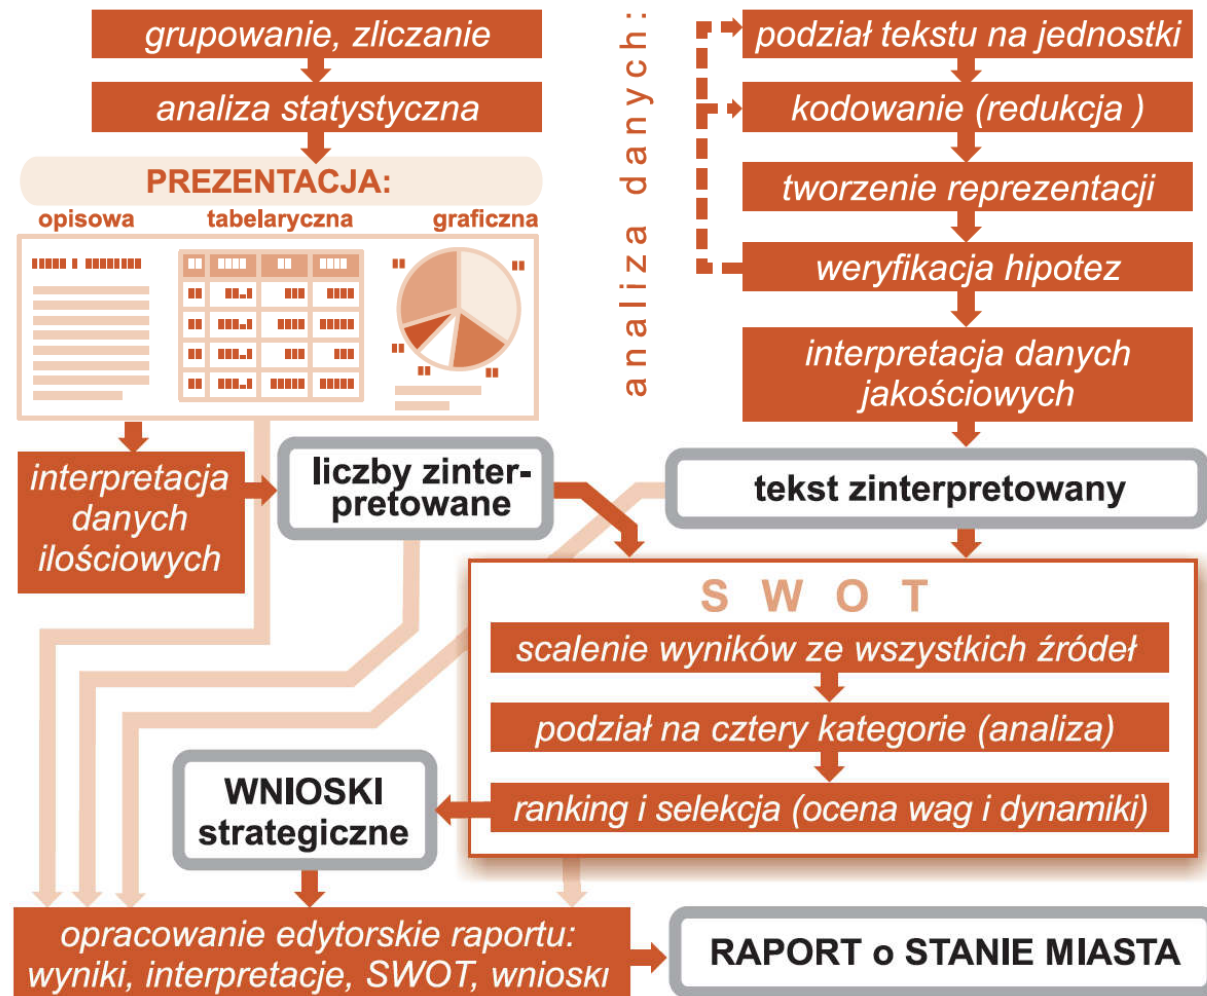 grupowanie, zliczanie
analiza statystyczna
PREZENTACJA:
opisowa
tabelaryczna
graficzna
interpretacja
danych
ilościowych
liczby zinter-
pretowane
analiza danych:
podział tekstu na jednostki
kodowanie (redukcja )
tworzenie reprezentacji
weryfikacja hipotez
interpretacja danych
jakościowych
tekst zinterpretowany
SWOT
scalenie wyników ze wszystkich źródeł
podział na cztery kategorie (analiza)
ranking i selekcja (ocena wag i dynamiki)
WNIOSKI
strategiczne
opracowanie edytorskie raportu:
wyniki, interpretacje, SWOT, wnioski
RAPORT o STANIE MIASTA